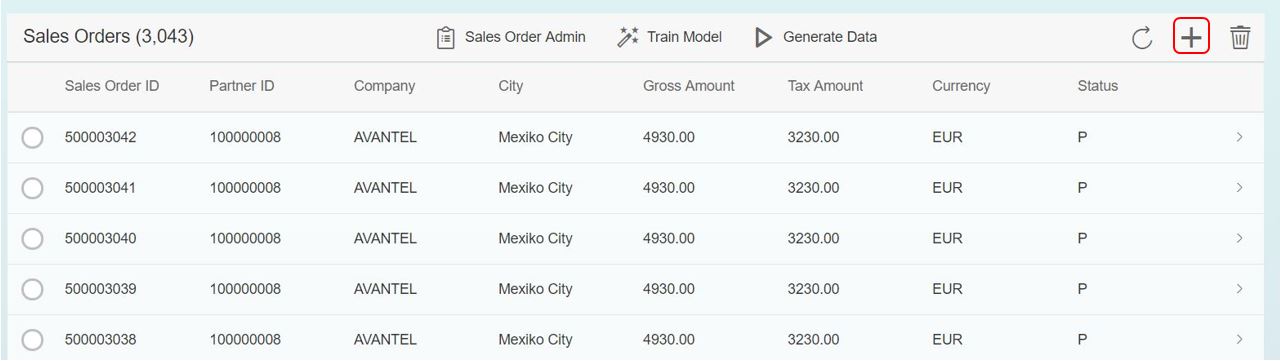 Sales Orders (3,043) Sales Order Admin Train Model Generate Data
Sales Order ID Partner ID Company City Gross Amount Tax Amount Currency Status
500003042 100000008 AVANTEL Mexiko City 4930.00 3230.00 EUR P
500003041 100000008 AVANTEL Mexiko City 4930.00 3230.00 EUR P
500003040 100000008 AVANTEL Mexiko City 4930.00 3230.00 EUR P
500003039 100000008 AVANTEL Mexiko City 4930.00 3230.00 EUR P
500003038 100000008 AVANTEL Mexiko City 4930.00 3230.00 EUR P